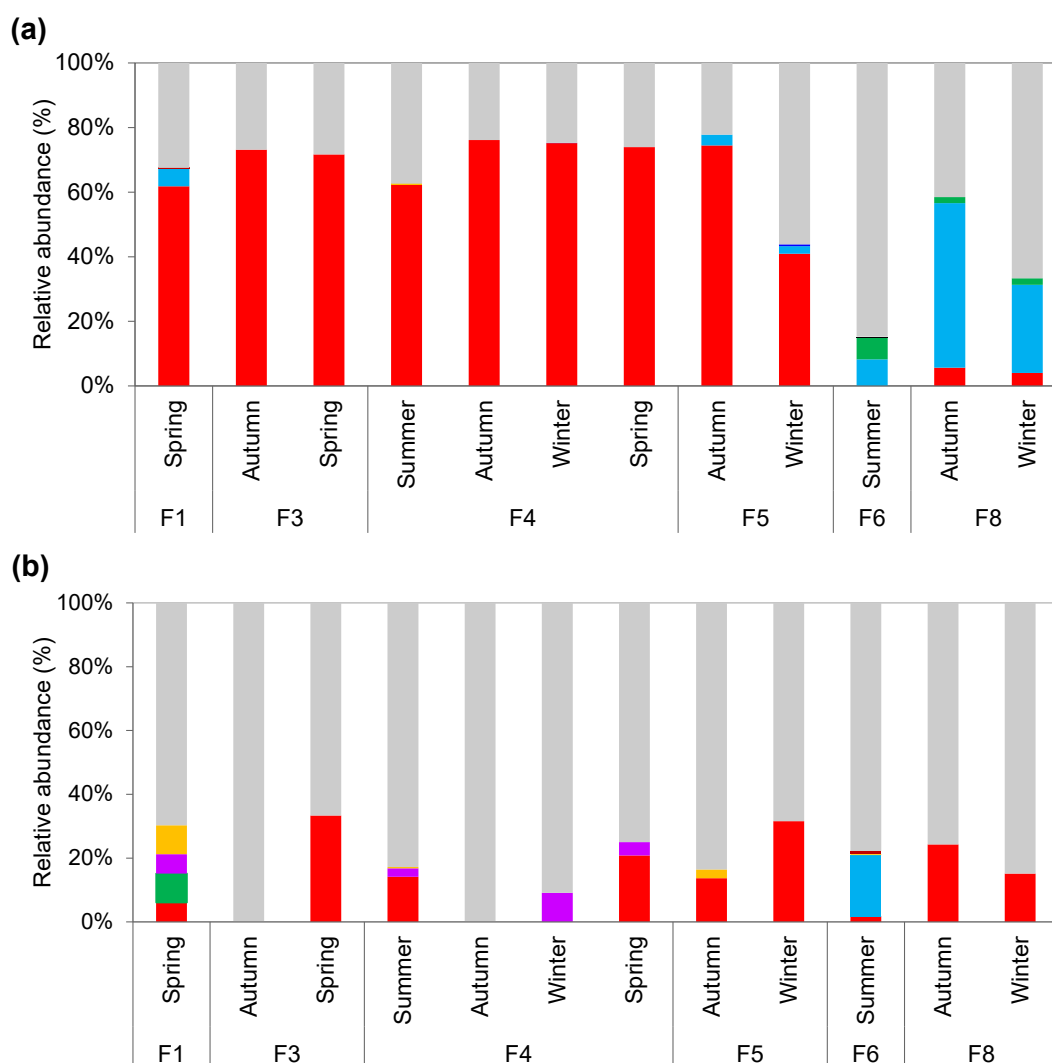 (a)
Relative abundance (%)
100%
80%
60%
40%
20%
0%
Spring Autumn Spring Summer Autumn Winter Spring Autumn Winter Summer Autumn Winter
F1 F3 F4 F5 F6 F8
(b)
Relative abundance (%)
100%
80%
60%
40%
20%
0%
Spring Autumn Spring Summer Autumn Winter Spring Autumn Winter Summer Autumn Winter
F1 F3 F4 F5 F6 F8